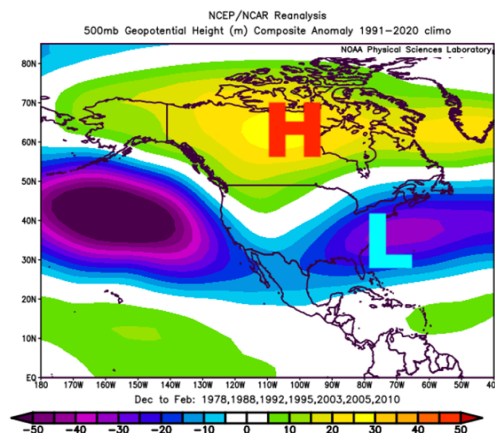 NCEP/NCAR Reanalysis
500mb Geopotential Height (m) Composite Anomaly 1991-2020 climo
NOAA Physical Sciences Laboratory
80N
70N
60N
50N
40N
30N
20N
10N
EQ
H
L
180 170W 160W 150W 140W 130W 120W 110W 100W 90W 80W 70W 60W 50W 40
Dec to Feb: 1978,1988,1992,1995,2003,2005,2010
-50 -40 -30 -20 -10 0 10 20 30 40 50